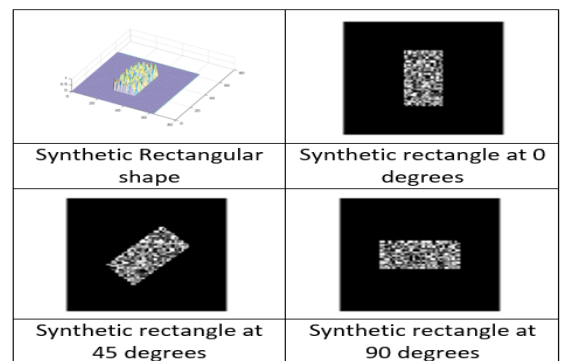 Synthetic Rectangular
shape
Synthetic rectangle at 0
degrees
Synthetic rectangle at
45 degrees
Synthetic rectangle at
90 degrees